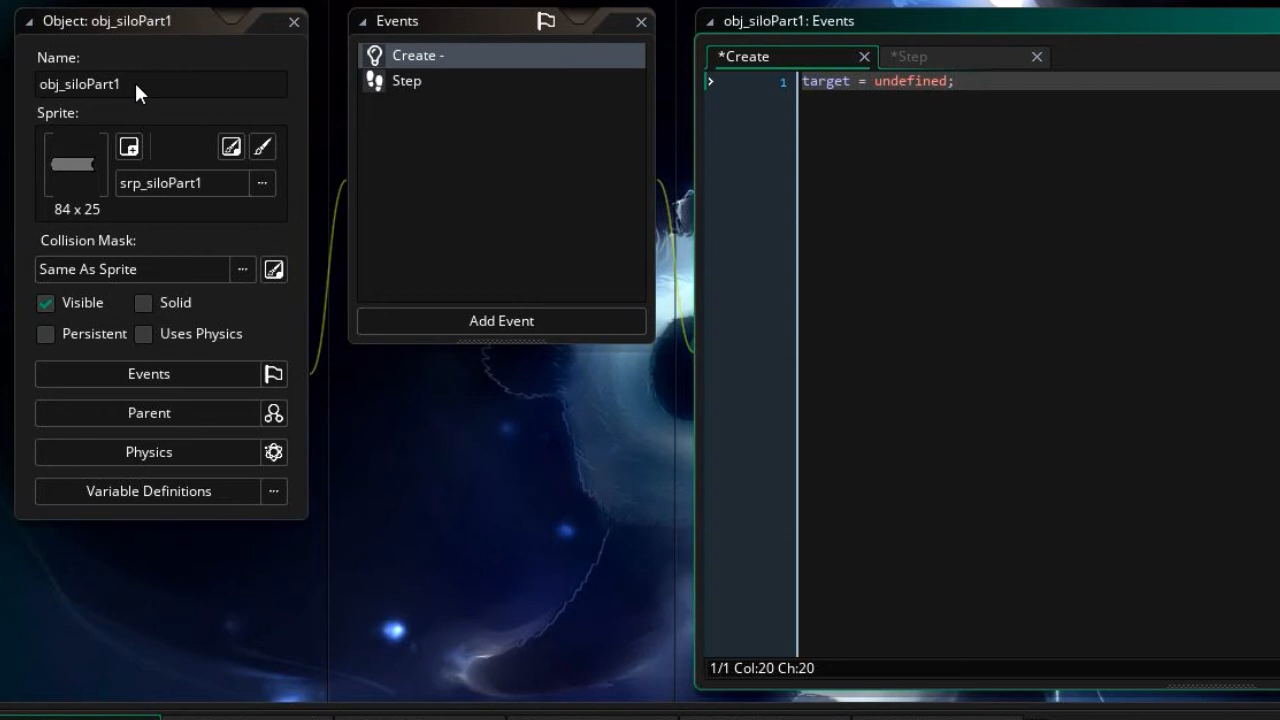 Object: obj_siloPart1
Name:
obj_siloPart1
Sprite:
srp_siloPart1
...
84 x 25
Collision Mask:
Same As Sprite
...
Visible
Solid
Persistent
Uses Physics
Events
Parent
Physics
Variable Definitions
...
Events
Create -
Step
Add Event
obj_siloPart1: Events
*Create
*Step
1
target = undefined;
1/1 Col:20 Ch:20